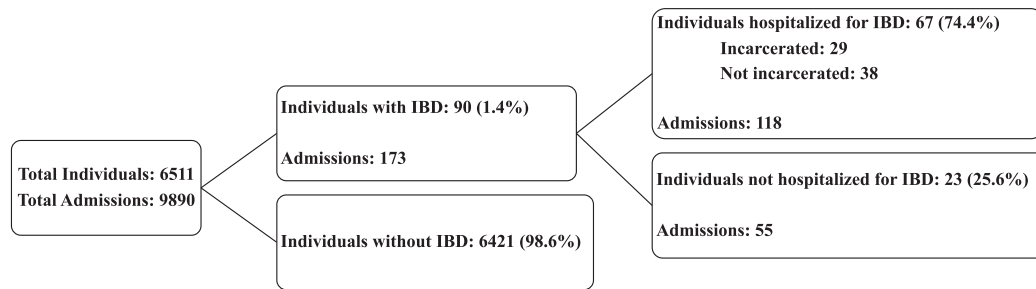 Total Individuals: 6511
Total Admissions: 9890
Individuals with IBD: 90 (1.4%)
Admissions: 173
Individuals without IBD: 6421 (98.6%)
Individuals hospitalized for IBD: 67 (74.4%)
Incarcerated: 29
Not incarcerated: 38
Admissions: 118
Individuals not hospitalized for IBD: 23 (25.6%)
Admissions: 55